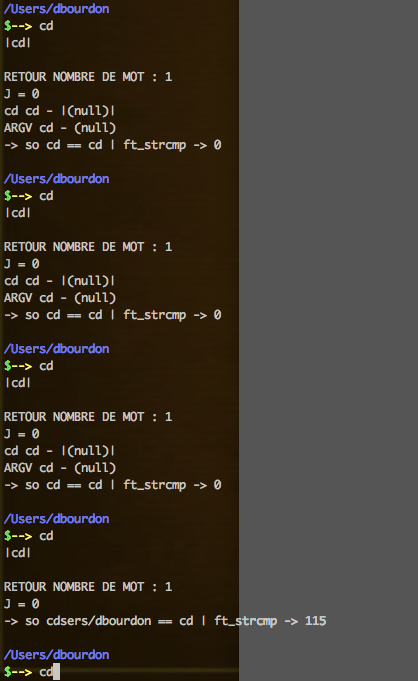 /Users/dbourdon
$--> cd
|cd|
RETOUR NOMBRE DE MOT : 1
J = 0
cd cd - |(null)|
ARGV cd - (null)
-> so cd == cd | ft_strcmp -> 0
/Users/dbourdon
$--> cd
|cd|
RETOUR NOMBRE DE MOT : 1
J = 0
cd cd - |(null)|
ARGV cd - (null)
-> so cd == cd | ft_strcmp -> 0
/Users/dbourdon
$--> cd
|cd|
RETOUR NOMBRE DE MOT : 1
J = 0
cd cd - |(null)|
ARGV cd - (null)
-> so cd == cd | ft_strcmp -> 0
/Users/dbourdon
$--> cd
|cd|
RETOUR NOMBRE DE MOT : 1
J = 0
-> so cdsers/dbourdon == cd | ft_strcmp -> 115
/Users/dbourdon
$--> cd